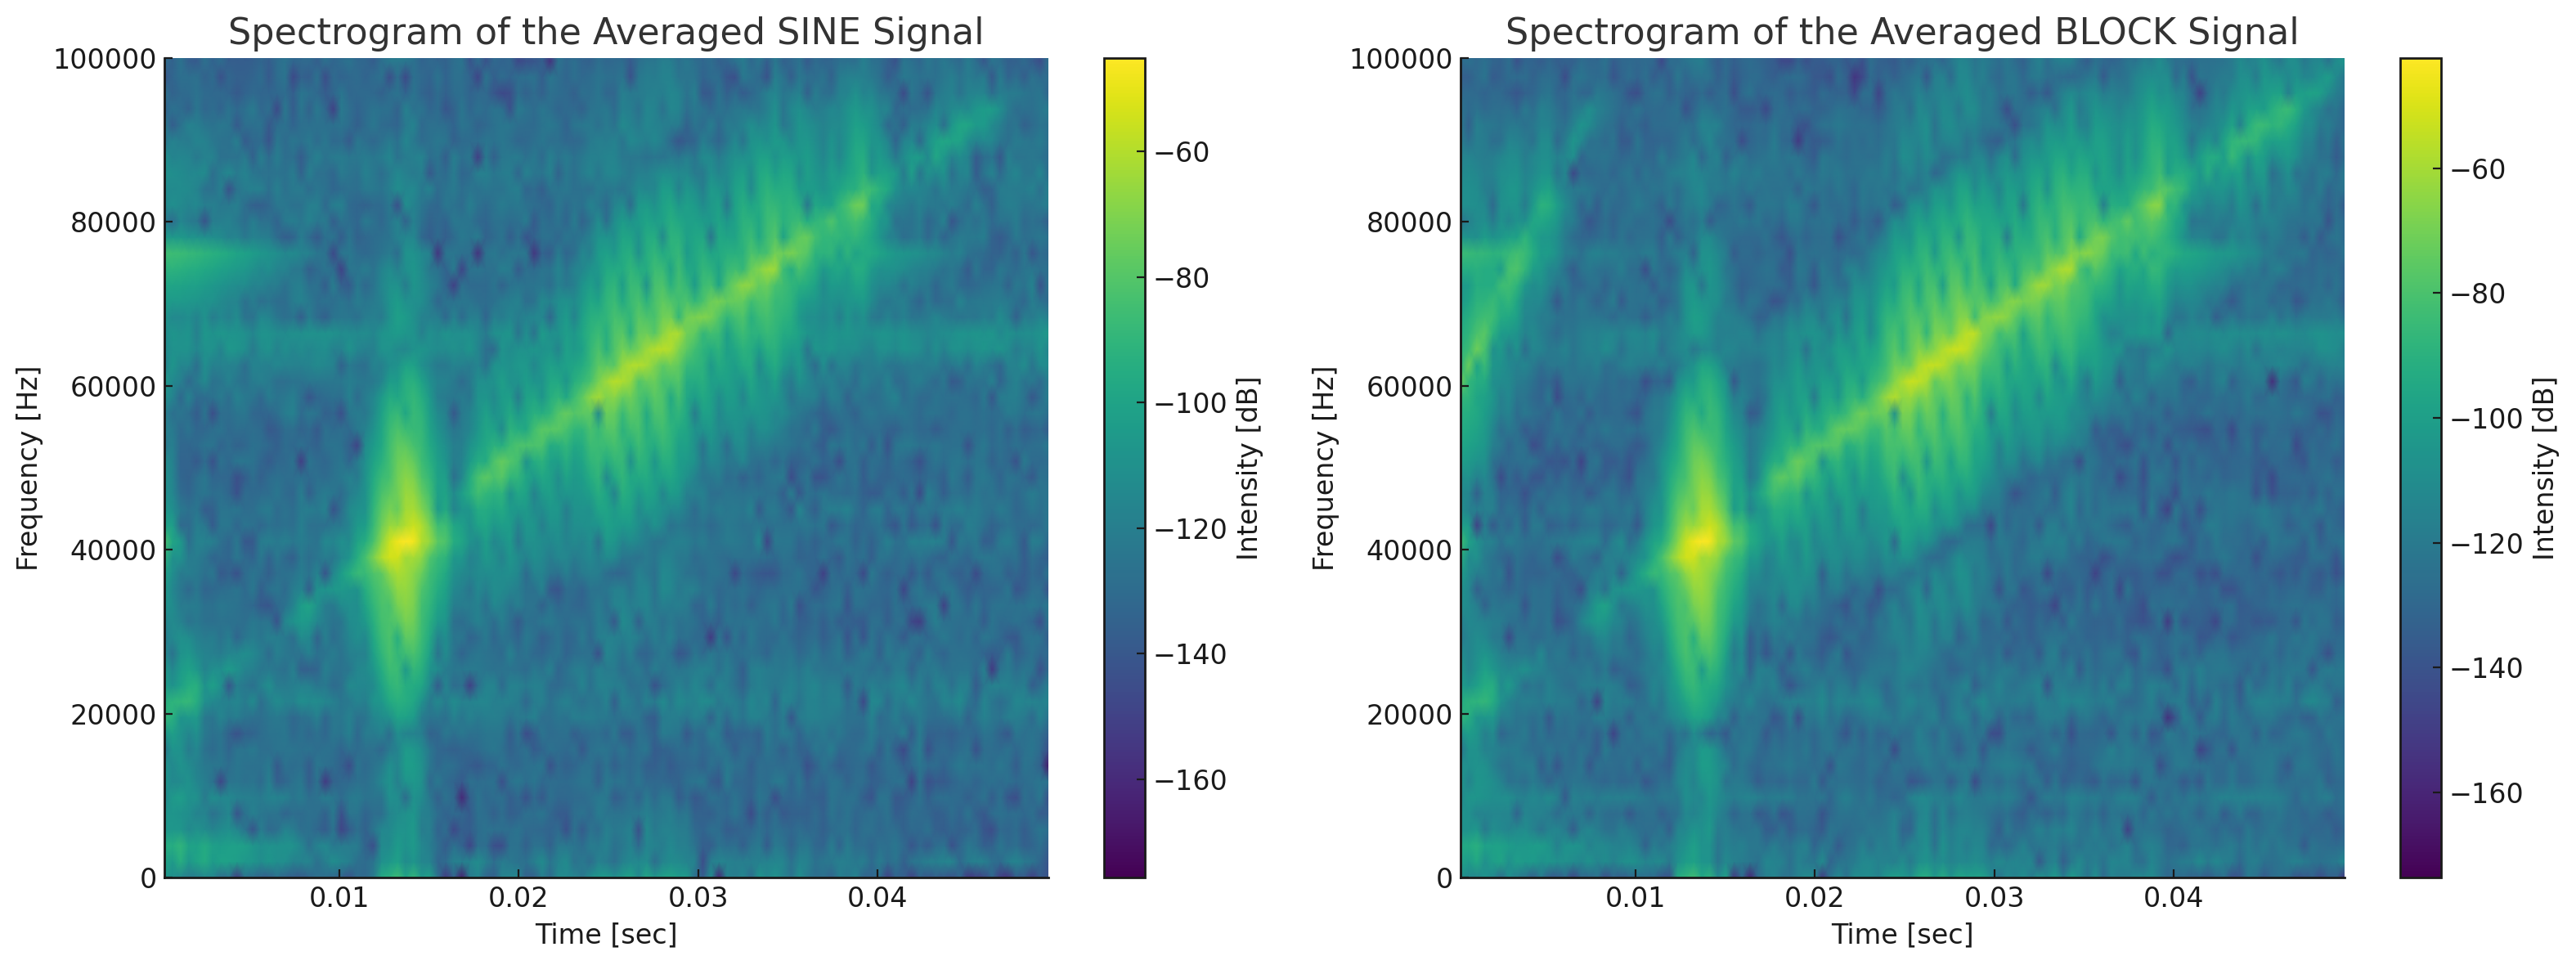 Spectrogram of the Averaged SINE Signal
100000
80000
60000
40000
20000
0
Frequency [Hz]
0.01 0.02 0.03 0.04
Time [sec]
−60
−80
−100
−120
−140
−160
Intensity [dB]
Spectrogram of the Averaged BLOCK Signal
100000
80000
60000
40000
20000
0
Frequency [Hz]
0.01 0.02 0.03 0.04
Time [sec]
−60
−80
−100
−120
−140
−160
Intensity [dB]